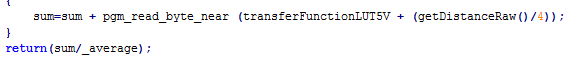 {
sum=sum + pgm_read_byte_near (transferFunctionLUT5V + (getDistanceRaw()/4));
}
return(sum/_average);